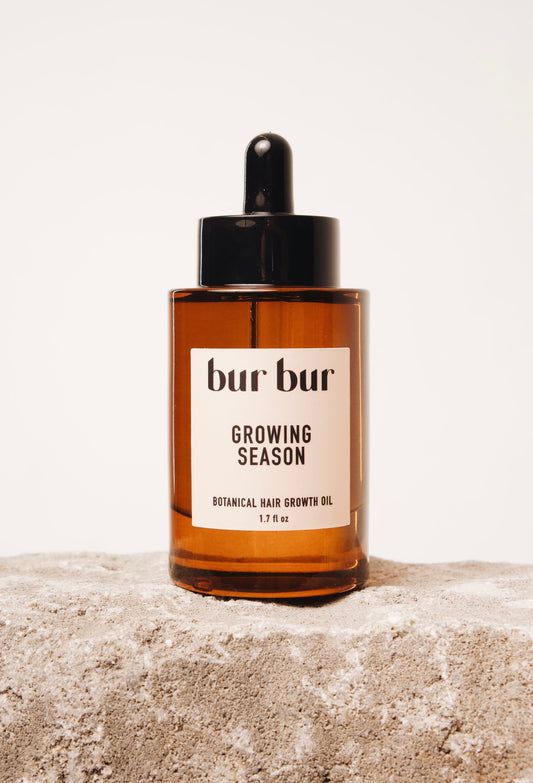 bur bur
GROWING
SEASON
BOTANICAL HAIR GROWTH OIL
1.7 fl oz